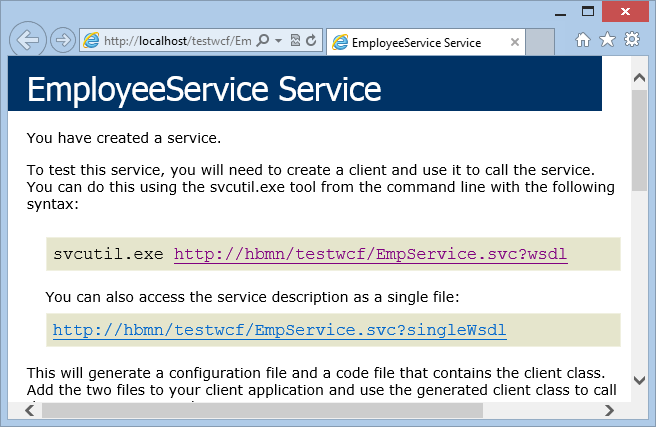 http://localhost/testwcf/Em
EmployeeService Service
EmployeeService Service
You have created a service.
To test this service, you will need to create a client and use it to call the service.
You can do this using the svcutil.exe tool from the command line with the following
syntax:
svcutil.exe http://hbmn/testwcf/EmpService.svc?wsdl
You can also access the service description as a single file:
http://hbmn/testwcf/EmpService.svc?singleWsdl
This will generate a configuration file and a code file that contains the client class.
Add the two files to your client application and use the generated client class to call